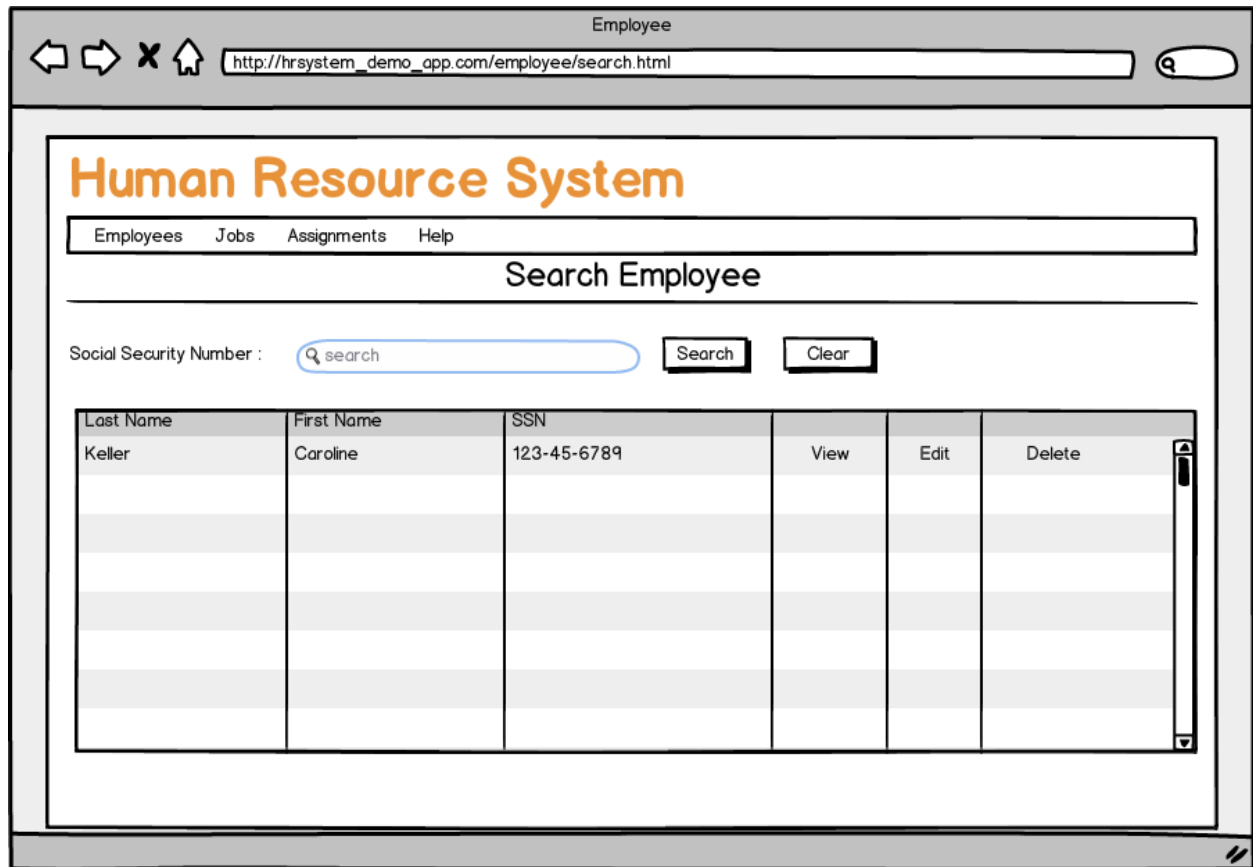 Employee
http://hrsystem_demo_app.com/employee/search.html
Human Resource System
Employees Jobs Assignments Help
Search Employee
Social Security Number : search Search Clear
Last Name First Name SSN
Keller Caroline 123-45-6789 View Edit Delete